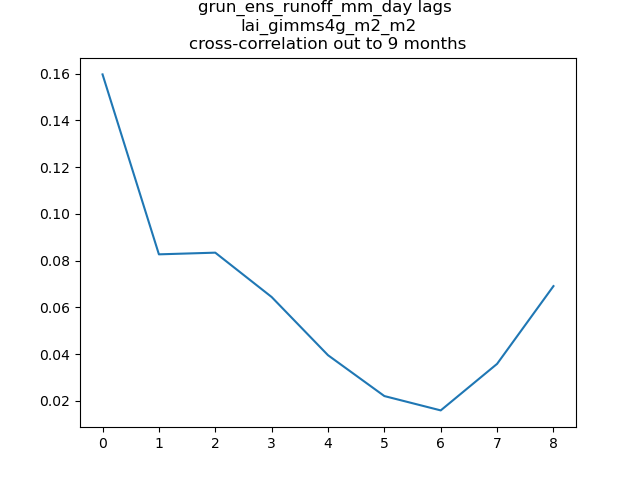 grun_ens_runoff_mm_day lags
lai_gimms4g_m2_m2
cross-correlation out to 9 months
0.16
0.14
0.12
0.10
0.08
0.06
0.04
0.02
0 1 2 3 4 5 6 7 8